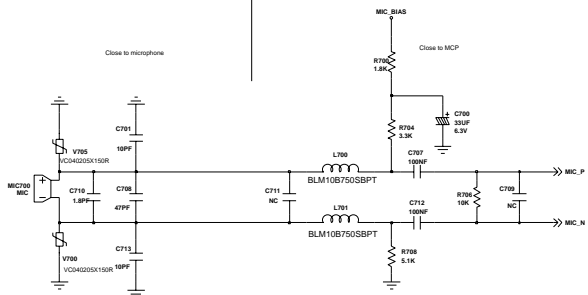 MIC_BIAS
Close to microphone
Close to MCP
R700
1.8K
C700
33UF
6.3V
C701
10PF
R704
3.3K
V705
VC040205X150R
L700
BLM10B750SBPT
C707
100NF
MIC_P
MIC700
MIC
C710
1.8PF
C708
47PF
C711
NC
R706
10K
C709
NC
L701
BLM10B750SBPT
C712
100NF
MIC_N
V700
VC040205X150R
C713
10PF
R708
5.1K